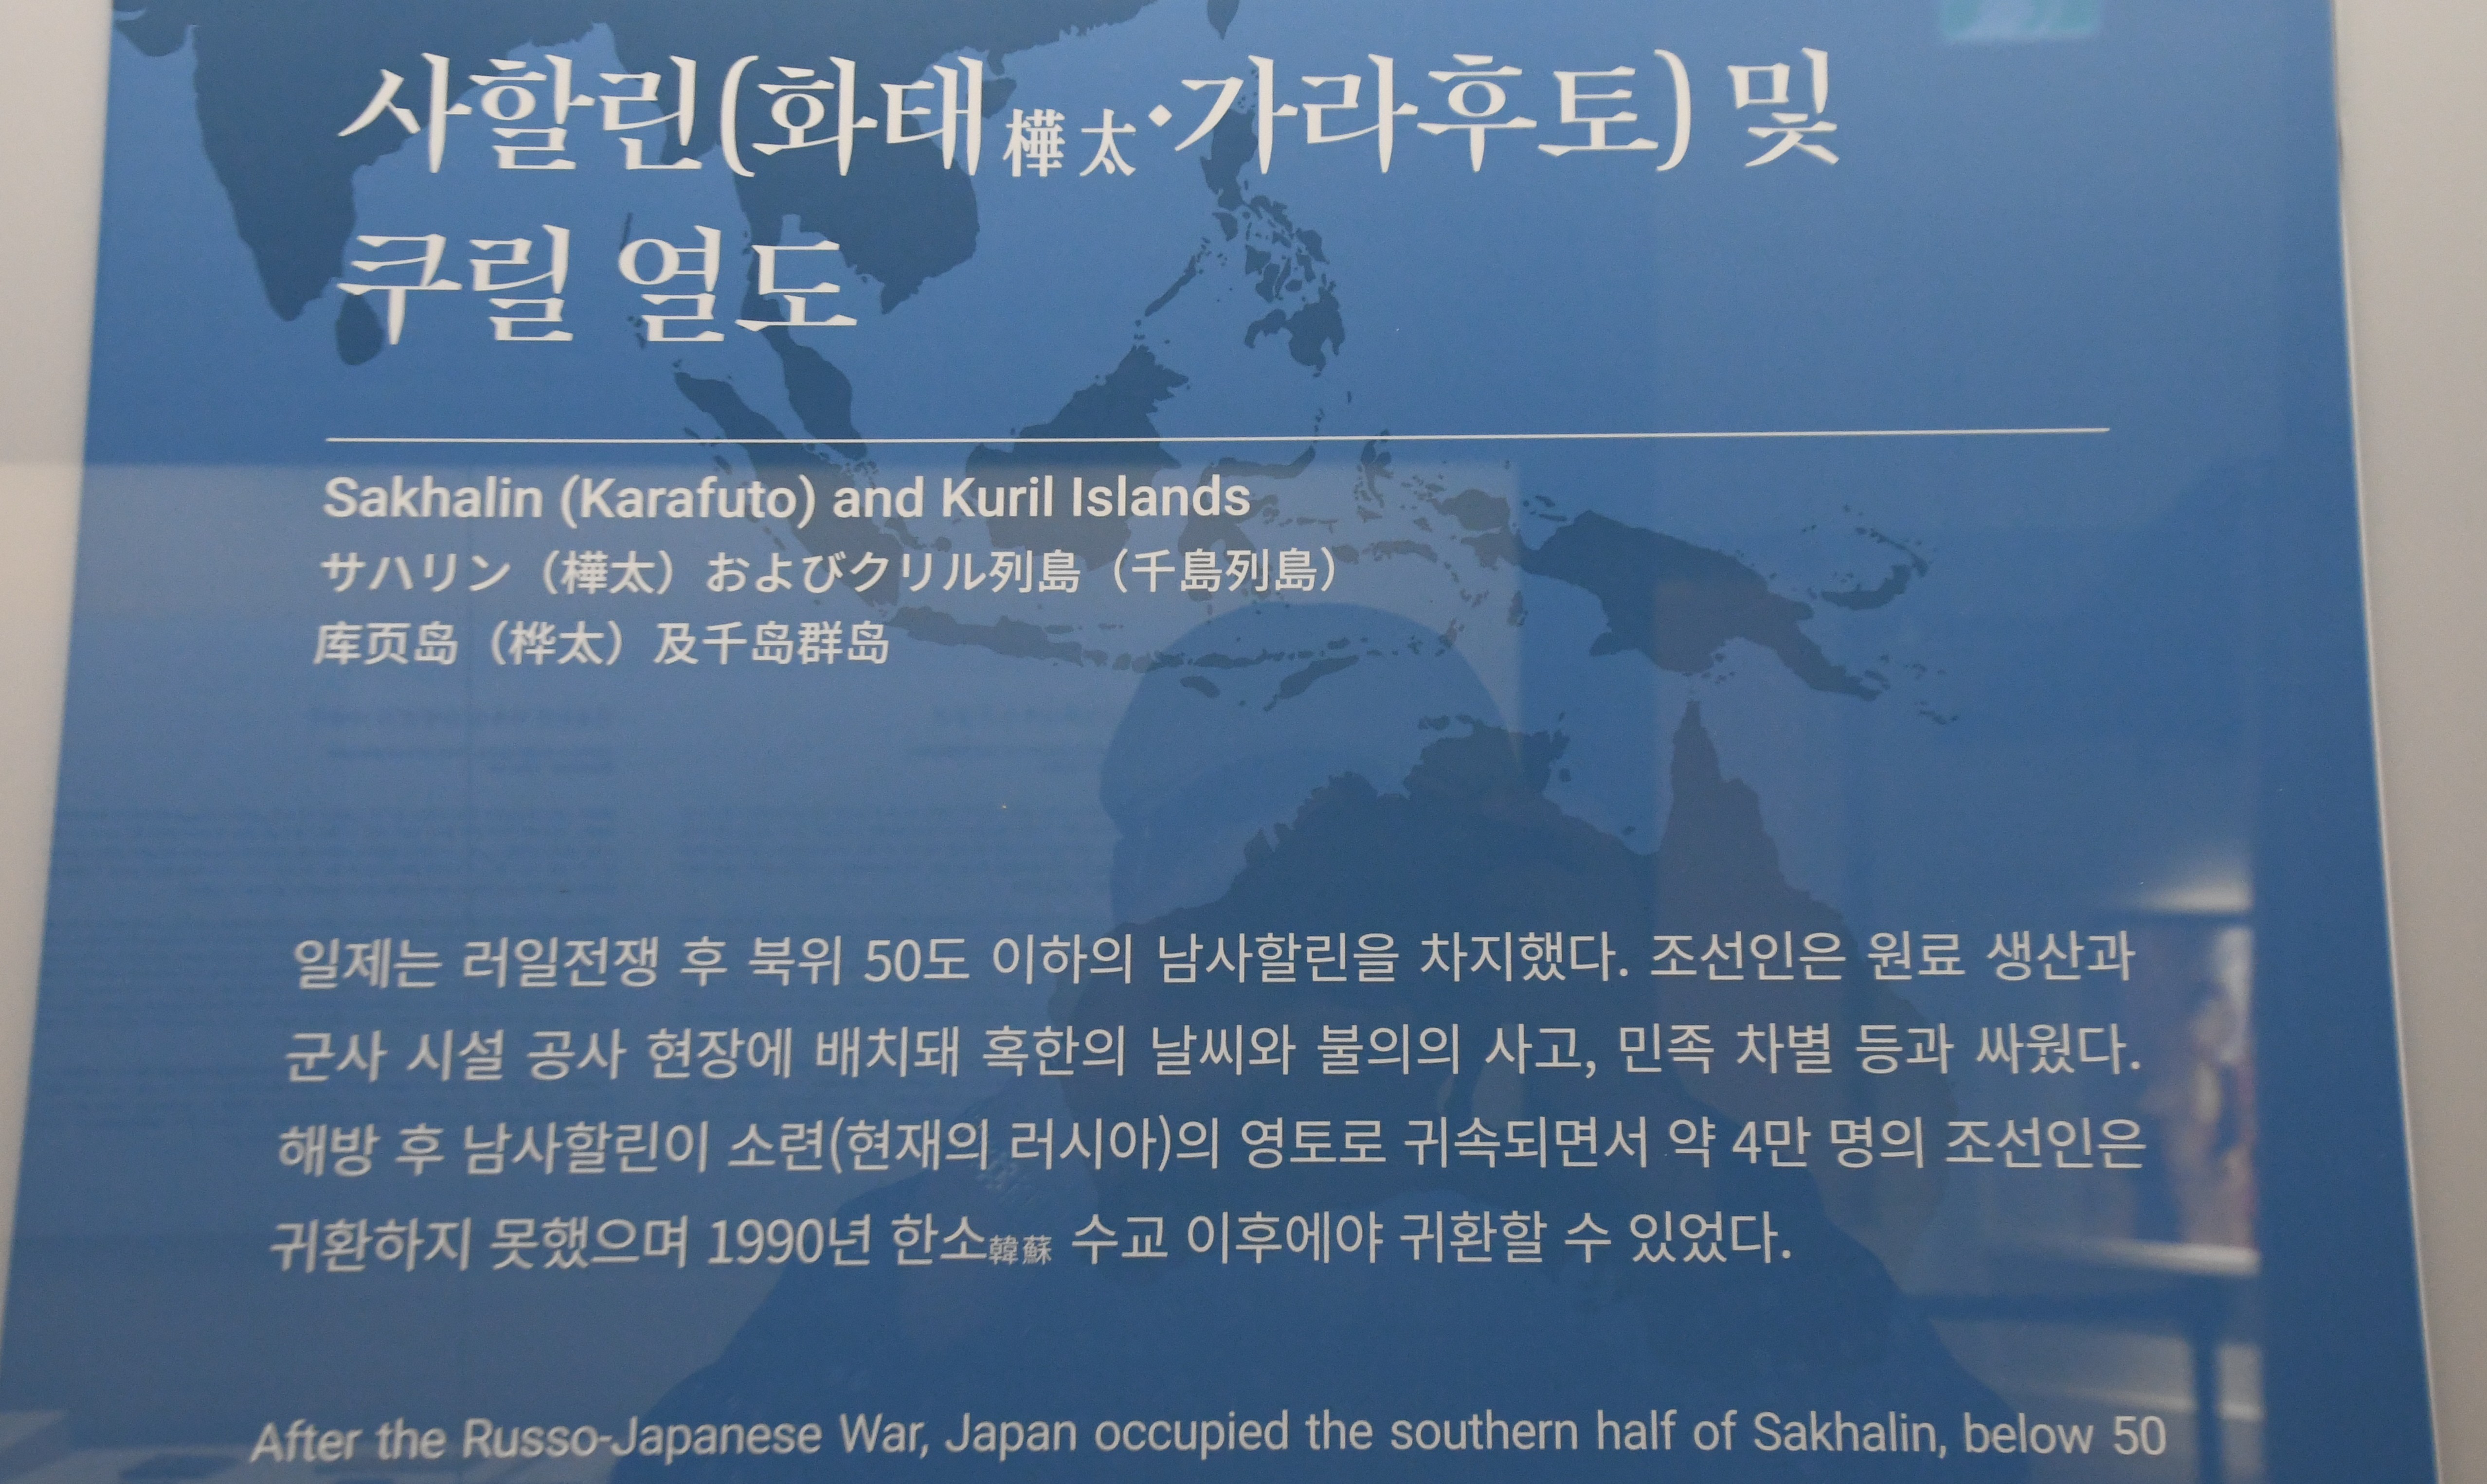 사할린(화태樺太·가라후토) 및
쿠릴 열도
Sakhalin (Karafuto) and Kuril Islands
サハリン（樺太）およびクリル列島（千島列島）
库页岛（桦太）及千岛群岛
일제는 러일전쟁 후 북위 50도 이하의 남사할린을 차지했다. 조선인은 원료 생산과
군사 시설 공사 현장에 배치돼 혹한의 날씨와 불의의 사고, 민족 차별 등과 싸웠다.
해방 후 남사할린이 소련(현재의 러시아)의 영토로 귀속되면서 약 4만 명의 조선인은
귀환하지 못했으며 1990년 한소韓蘇 수교 이후에야 귀환할 수 있었다.
After the Russo-Japanese War, Japan occupied the southern half of Sakhalin, below 50